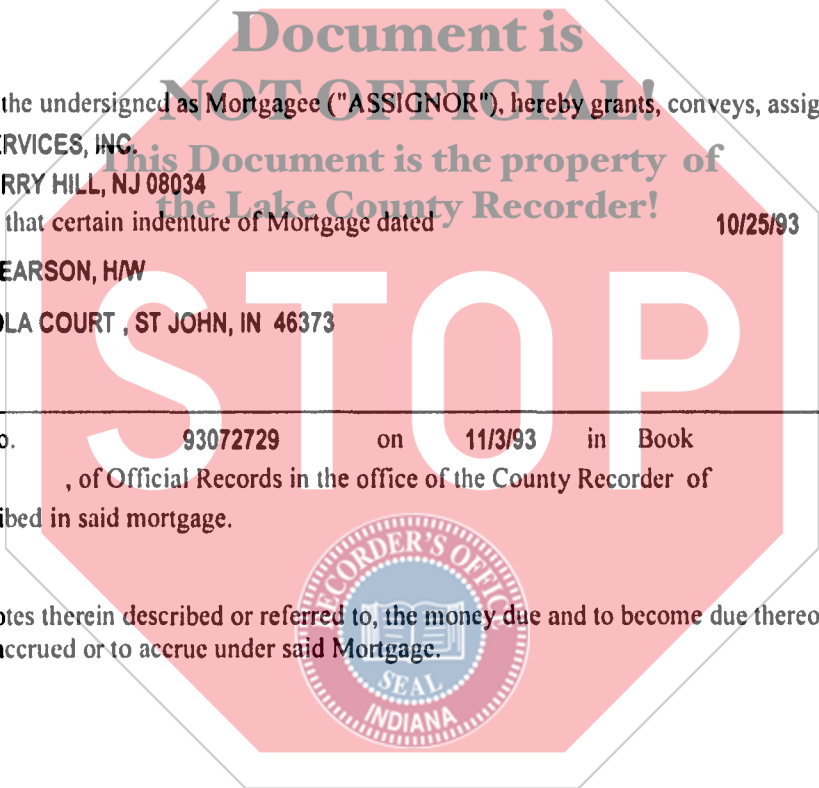 Document is
NOT OFFICIAL!
the undersigned as Mortgagee ("ASSIGNOR"), hereby grants, conveys, assig
ERVICES, INC.
This Document is the property of
RRY HILL, NJ 08034
the Lake County Recorder!
that certain indenture of Mortgage dated 10/25/93
EARSON, H/W
OLA COURT , ST JOHN, IN 46373
STOP
o. 93072729 on 11/3/93 in Book
, of Official Records in the office of the County Recorder of
ibed in said mortgage.
RECORDER'S OFFICE
otes therein described or referred to, the money due and to become due thereo
accrued or to accrue under said Mortgage.
SEAL
INDIANA